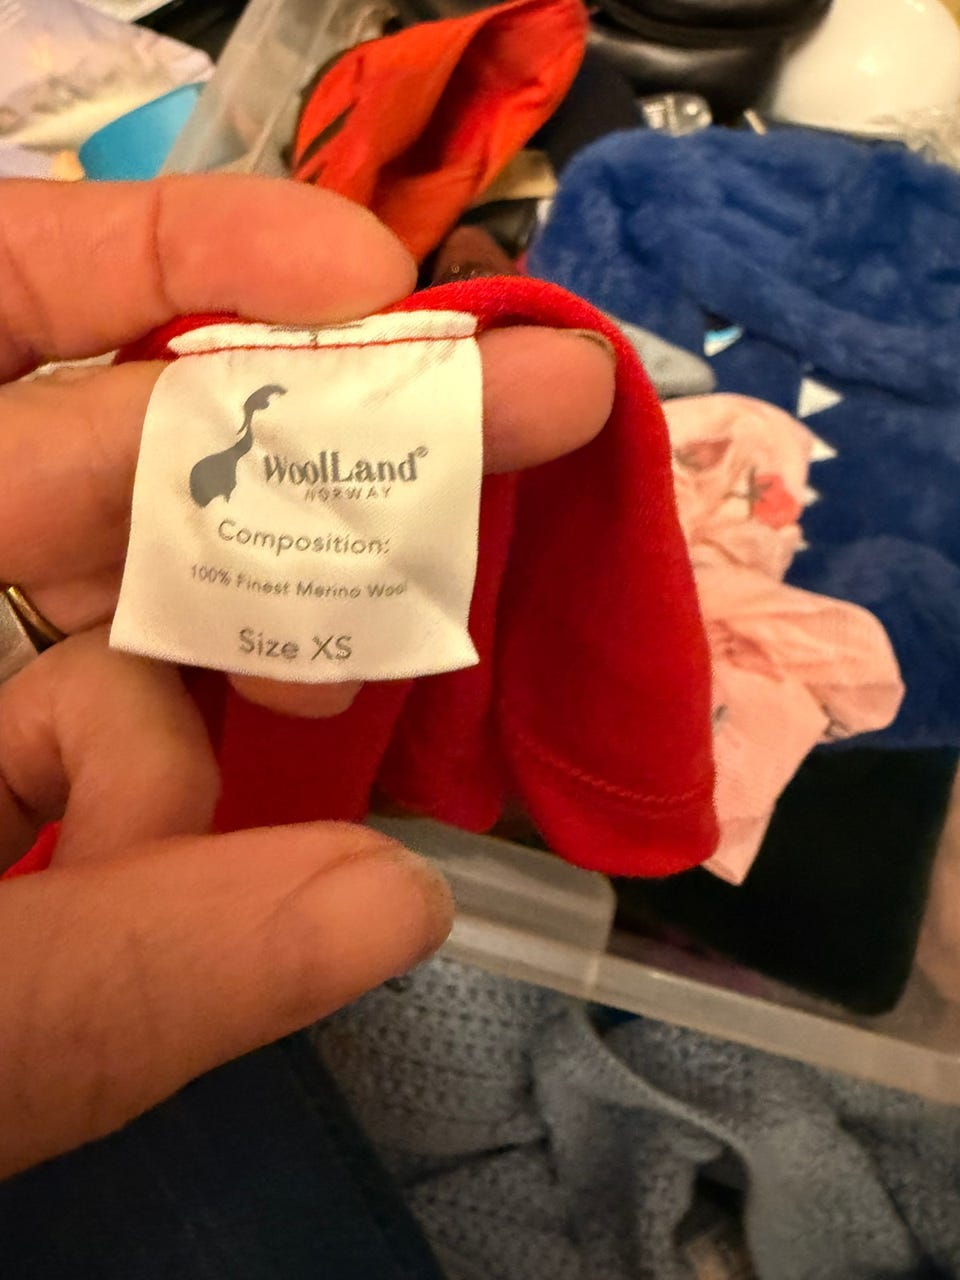 WoolLand®
NORWAY
Composition:
100% Finest Merino Wool
Size XS